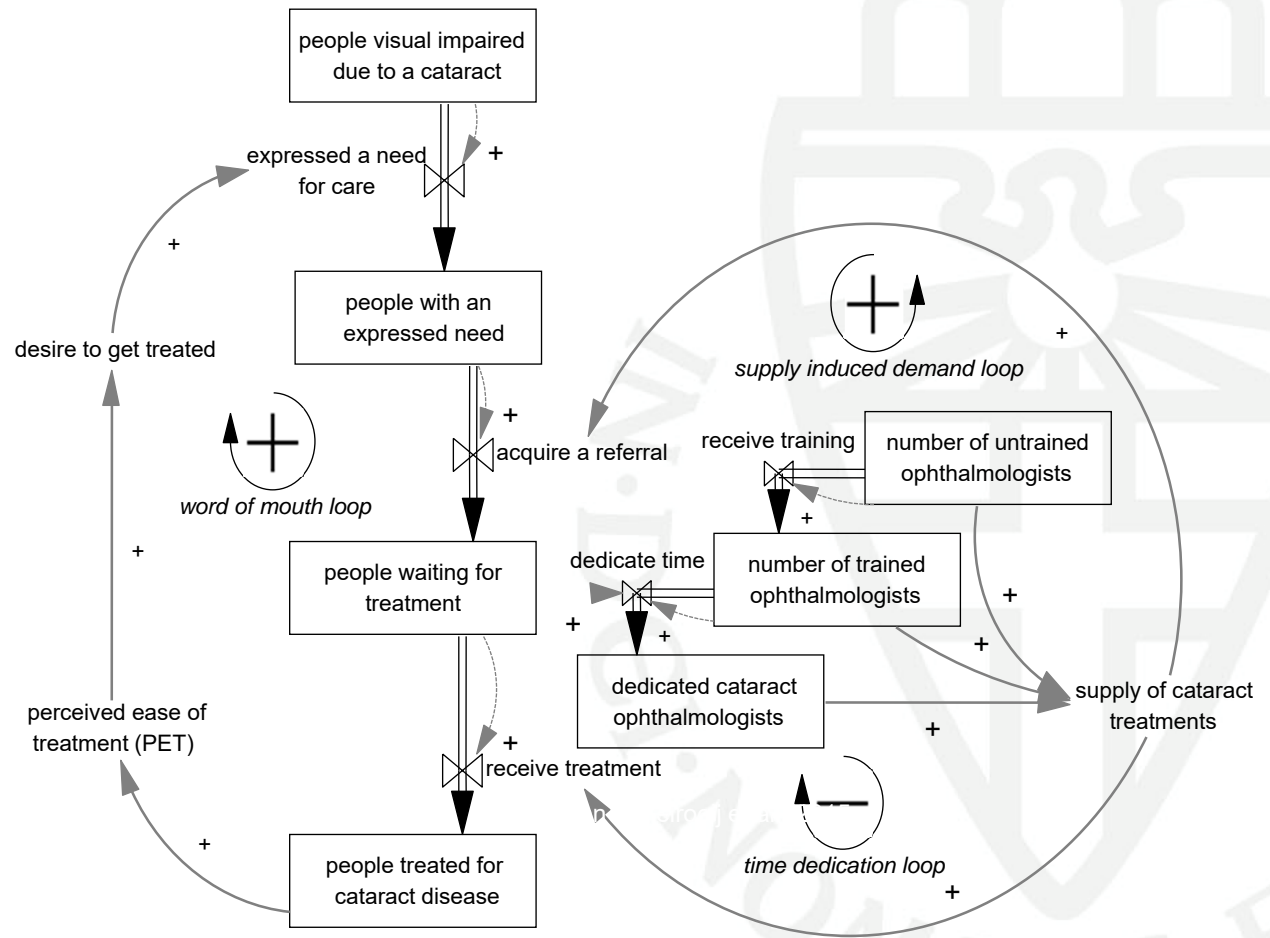 people visual impaired
due to a cataract
+
expressed a need
for care
+
people with an
expressed need
+
supply induced demand loop
desire to get treated
+
acquire a referral
word of mouth loop
receive training
number of untrained
ophthalmologists
+
+
people waiting for
treatment
dedicate time
number of trained
ophthalmologists
+
+
+
+
dedicated cataract
ophthalmologists
supply of cataract
treatments
+
perceived ease of
treatment (PET)
+
receive treatment
time dedication loop
+
+
people treated for
cataract disease